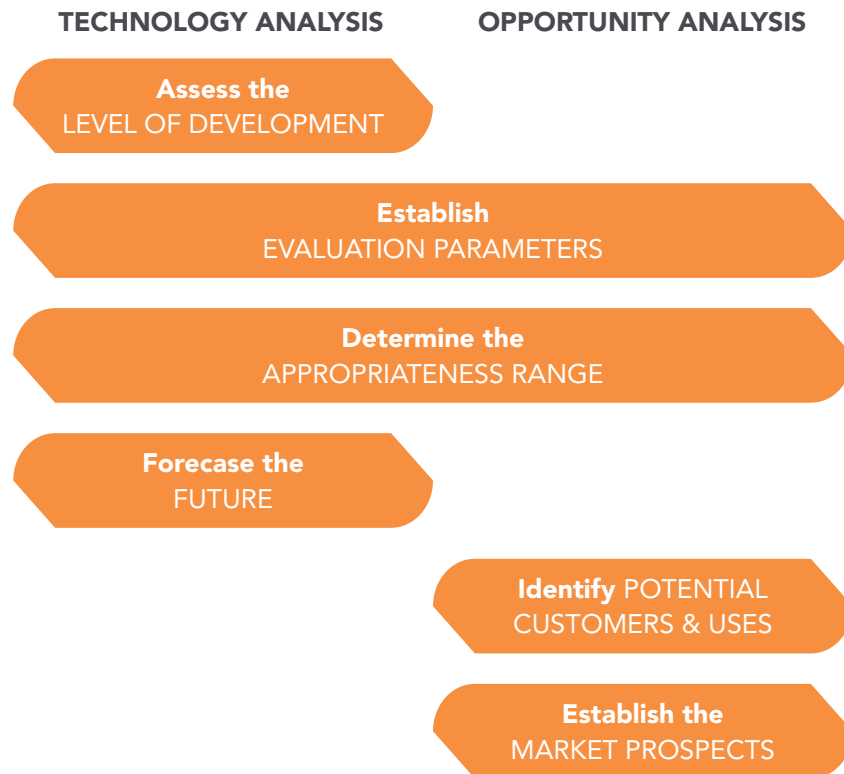 TECHNOLOGY ANALYSIS
OPPORTUNITY ANALYSIS
Assess the
LEVEL OF DEVELOPMENT
Establish
EVALUATION PARAMETERS
Determine the
APPROPRIATENESS RANGE
Forecase the
FUTURE
Identify POTENTIAL
CUSTOMERS & USES
Establish the
MARKET PROSPECTS